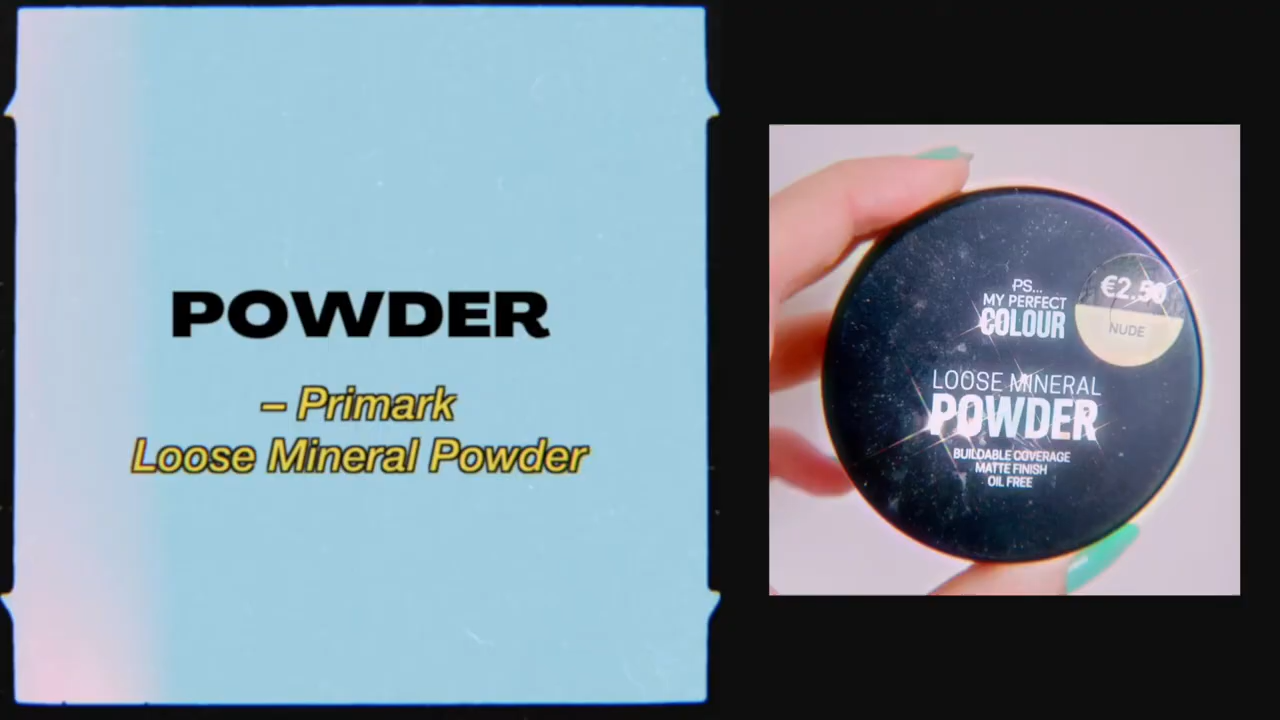 POWDER
– Primark
Loose Mineral Powder
PS...
MY PERFECT
COLOUR
€2.50
NUDE
LOOSE MINERAL
POWDER
BUILDABLE COVERAGE
MATTE FINISH
OIL FREE